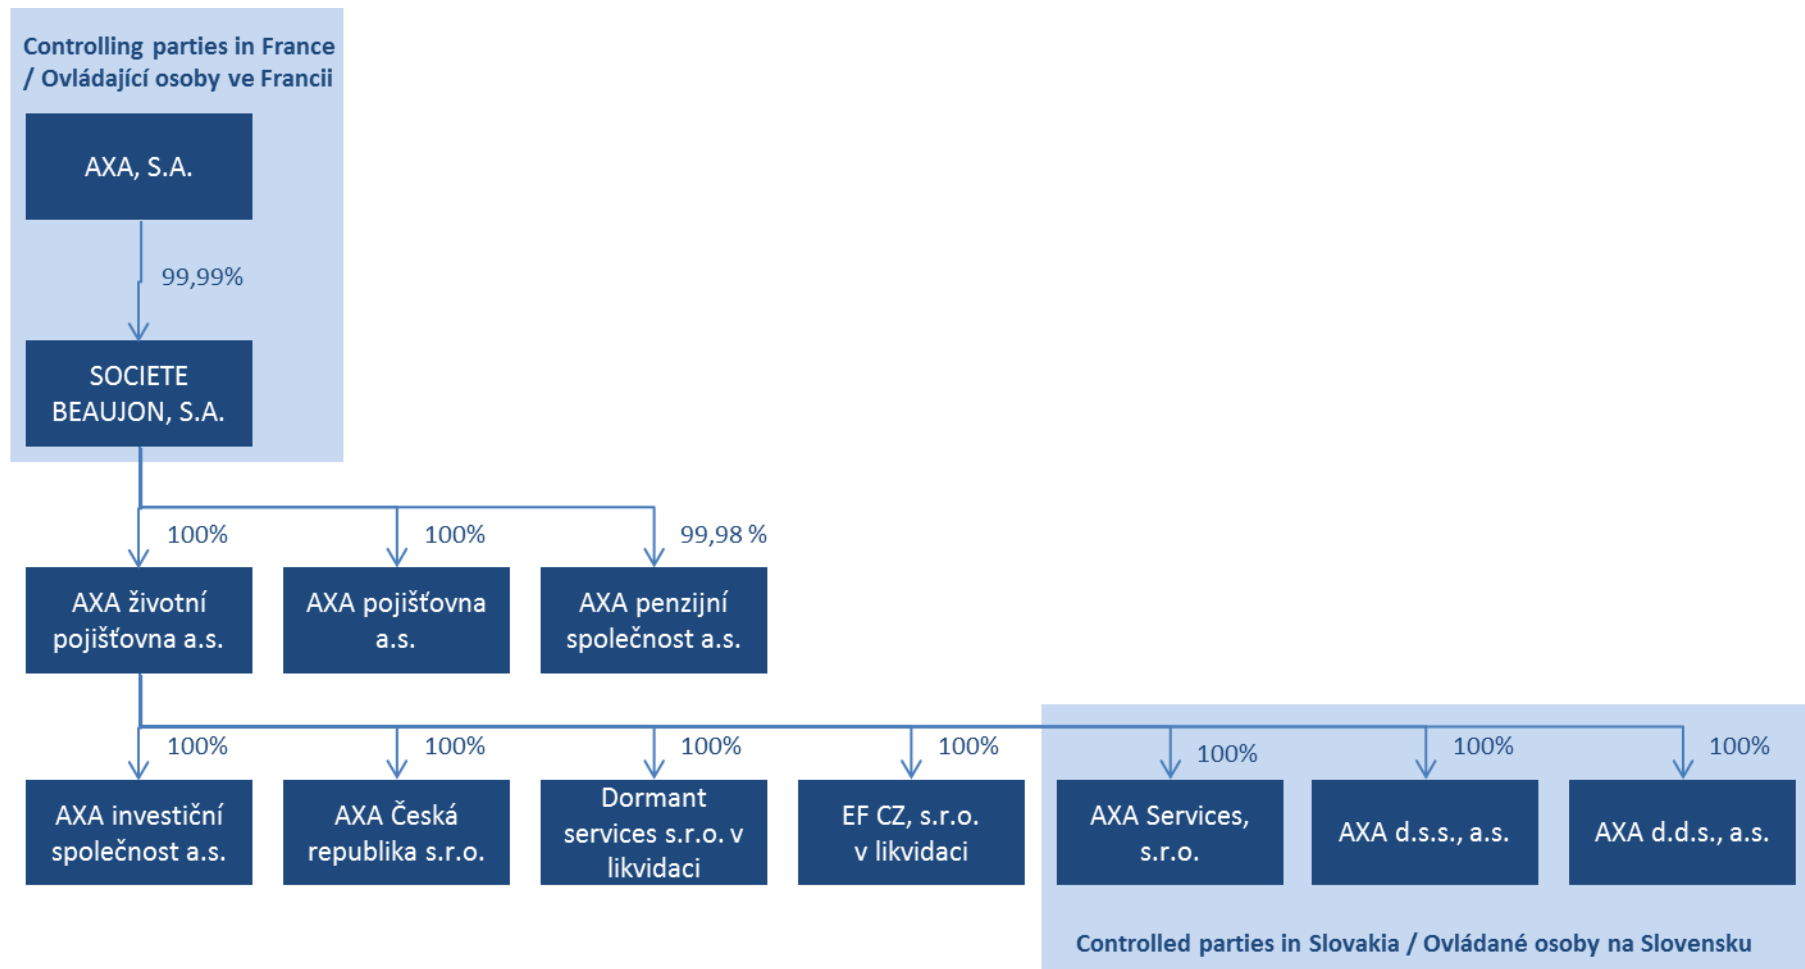 Controlling parties in France
/ Ovládající osoby ve Francii
AXA, S.A.
99,99%
SOCIETE
BEAUJON, S.A.
100%
100%
99,98 %
AXA životní
pojišťovna a.s.
AXA pojišťovna
a.s.
AXA penzijní
společnost a.s.
100%
100%
100%
100%
100%
100%
100%
AXA investiční
společnost a.s.
AXA Česká
republika s.r.o.
Dormant
services s.r.o. v
likvidaci
EF CZ, s.r.o.
v likvidaci
AXA Services,
s.r.o.
AXA d.s.s., a.s.
AXA d.d.s., a.s.
Controlled parties in Slovakia / Ovládané osoby na Slovensku